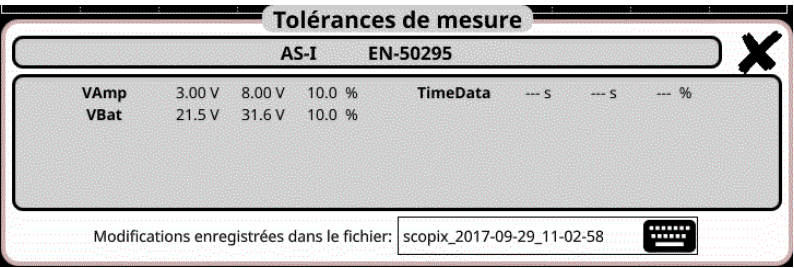 Tolérances de mesure
AS-I EN-50295
VAmp 3.00 V 8.00 V 10.0 % TimeData --- s --- s --- %
VBat 21.5 V 31.6 V 10.0 %
Modifications enregistrées dans le fichier: scopix_2017-09-29_11-02-58